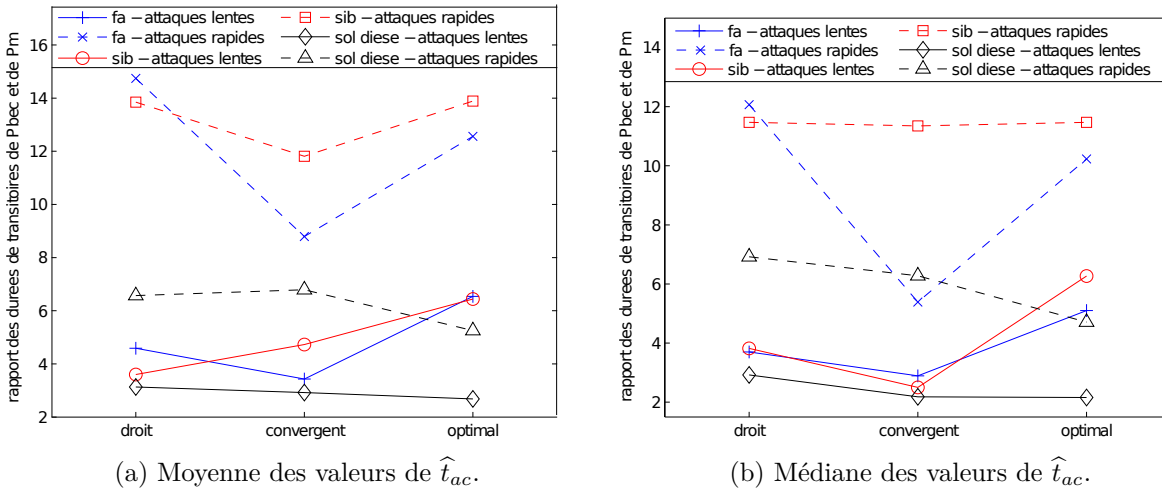 rapport des durees de transitoires de Pbec et de Pm
16
14
12
10
8
6
4
2
fa – attaques lentes
fa – attaques rapides
sib – attaques lentes
sib – attaques rapides
sol diese – attaques lentes
sol diese – attaques rapides
droit convergent optimal
(a) Moyenne des valeurs de t̂ac.
rapport des durees de transitoires de Pbec et de Pm
14
12
10
8
6
4
2
fa – attaques lentes
fa – attaques rapides
sib – attaques lentes
sib – attaques rapides
sol diese – attaques lentes
sol diese – attaques rapides
droit convergent optimal
(b) Médiane des valeurs de t̂ac.